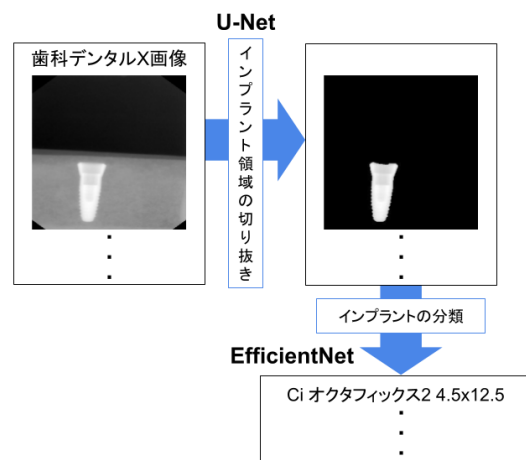 U-Net
歯科デンタルX画像
インプラント領域の切り抜き
インプラントの分類
EfficientNet
Ci オクタフィックス2 4.5x12.5